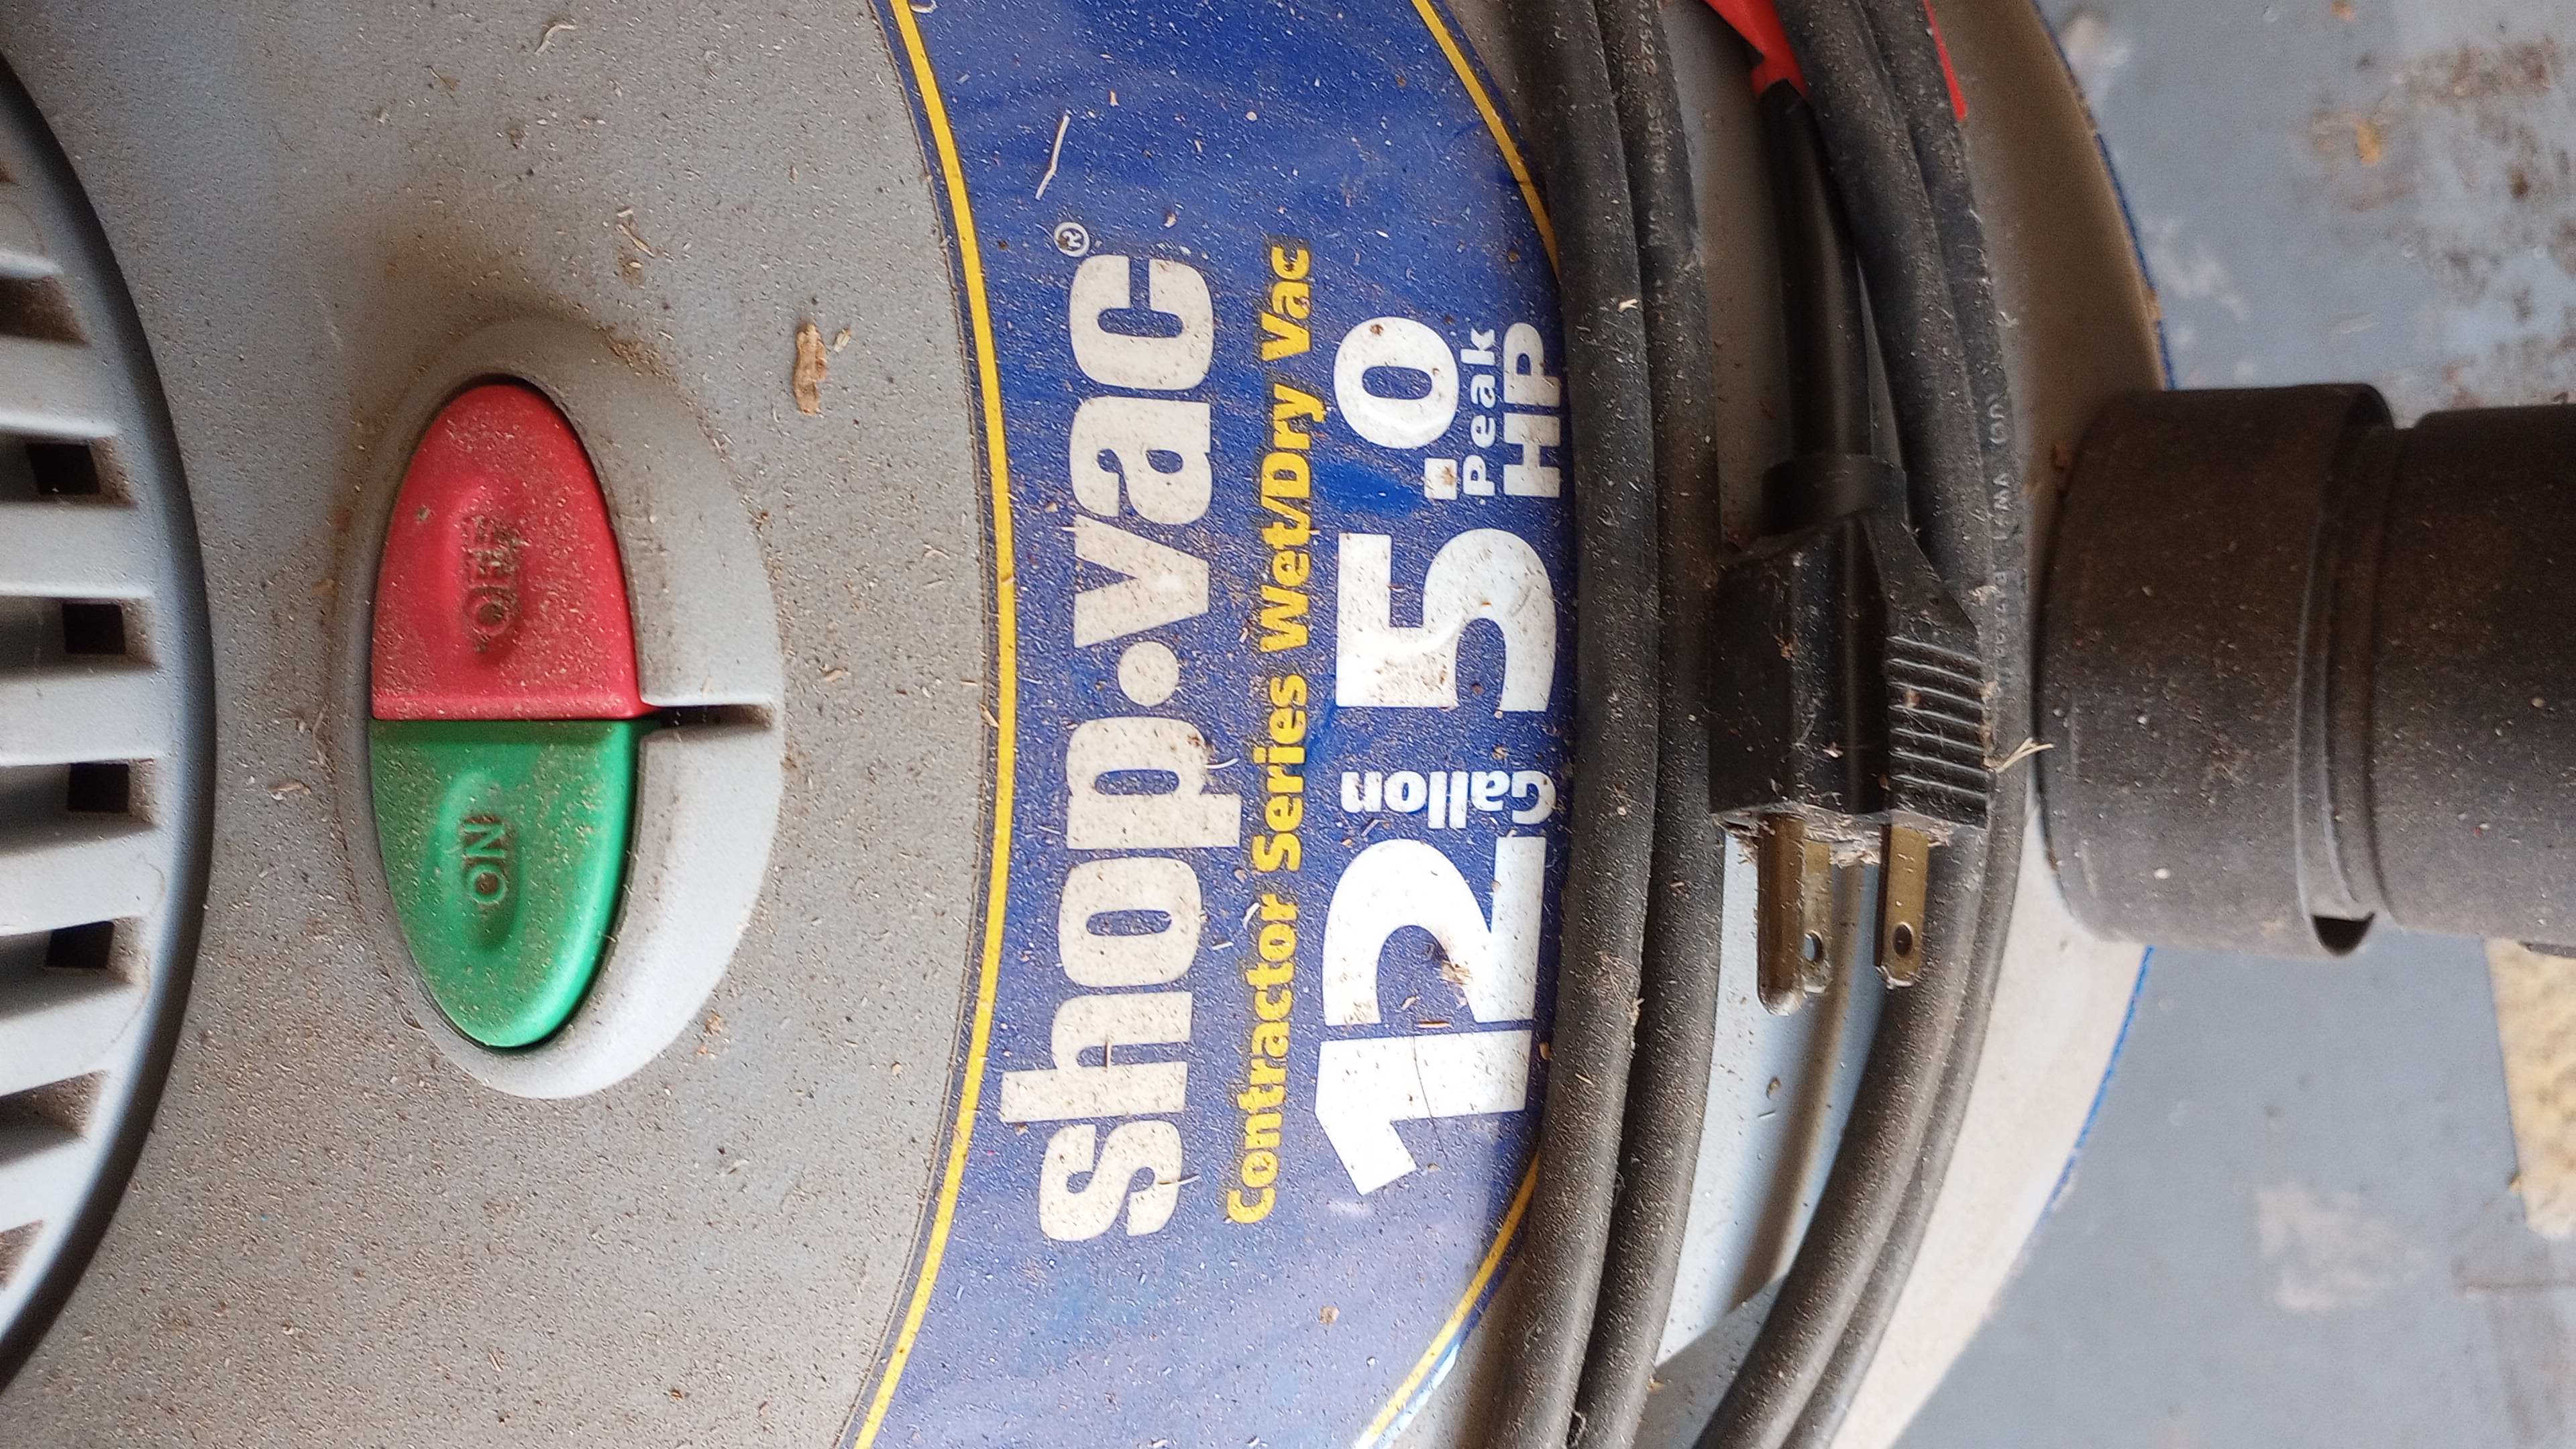 OFF
ON
shop·vac®
Contractor Series Wet/Dry Vac
12 Gallon 5.0 Peak HP